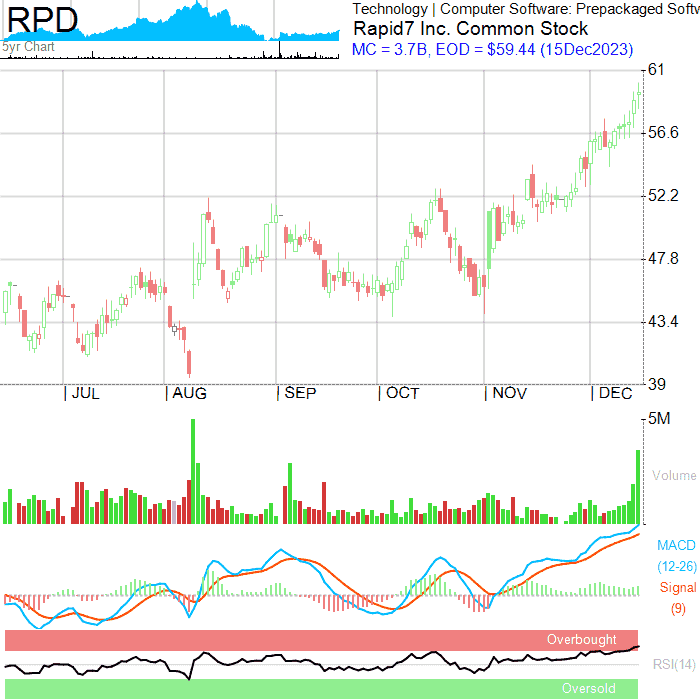 RPD
5yr Chart
Technology | Computer Software: Prepackaged Softw
Rapid7 Inc. Common Stock
MC = 3.7B, EOD = $59.44 (15Dec2023)
61
56.6
52.2
47.8
43.4
39
| JUL | AUG | SEP | OCT | NOV | DEC
5M
Volume
MACD
(12-26)
Signal
(9)
Overbought
RSI(14)
Oversold